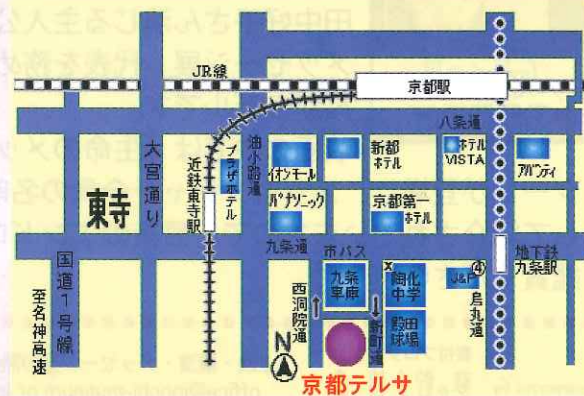 JR線
京都駅
八条通
大宮通り
近鉄東寺駅
プラザホテル
油小路通
イオンモール
新都
ホテル
ホテル
VISTA
アバンティ
東寺
パナソニック
京都第一
ホテル
国道1号線
九条通
市バス
九条
車庫
陶化
中学
④
地下鉄
九条駅
J&P
烏丸通
至名神高速
西洞院通
新町通
殿田
球場
N
京都テルサ